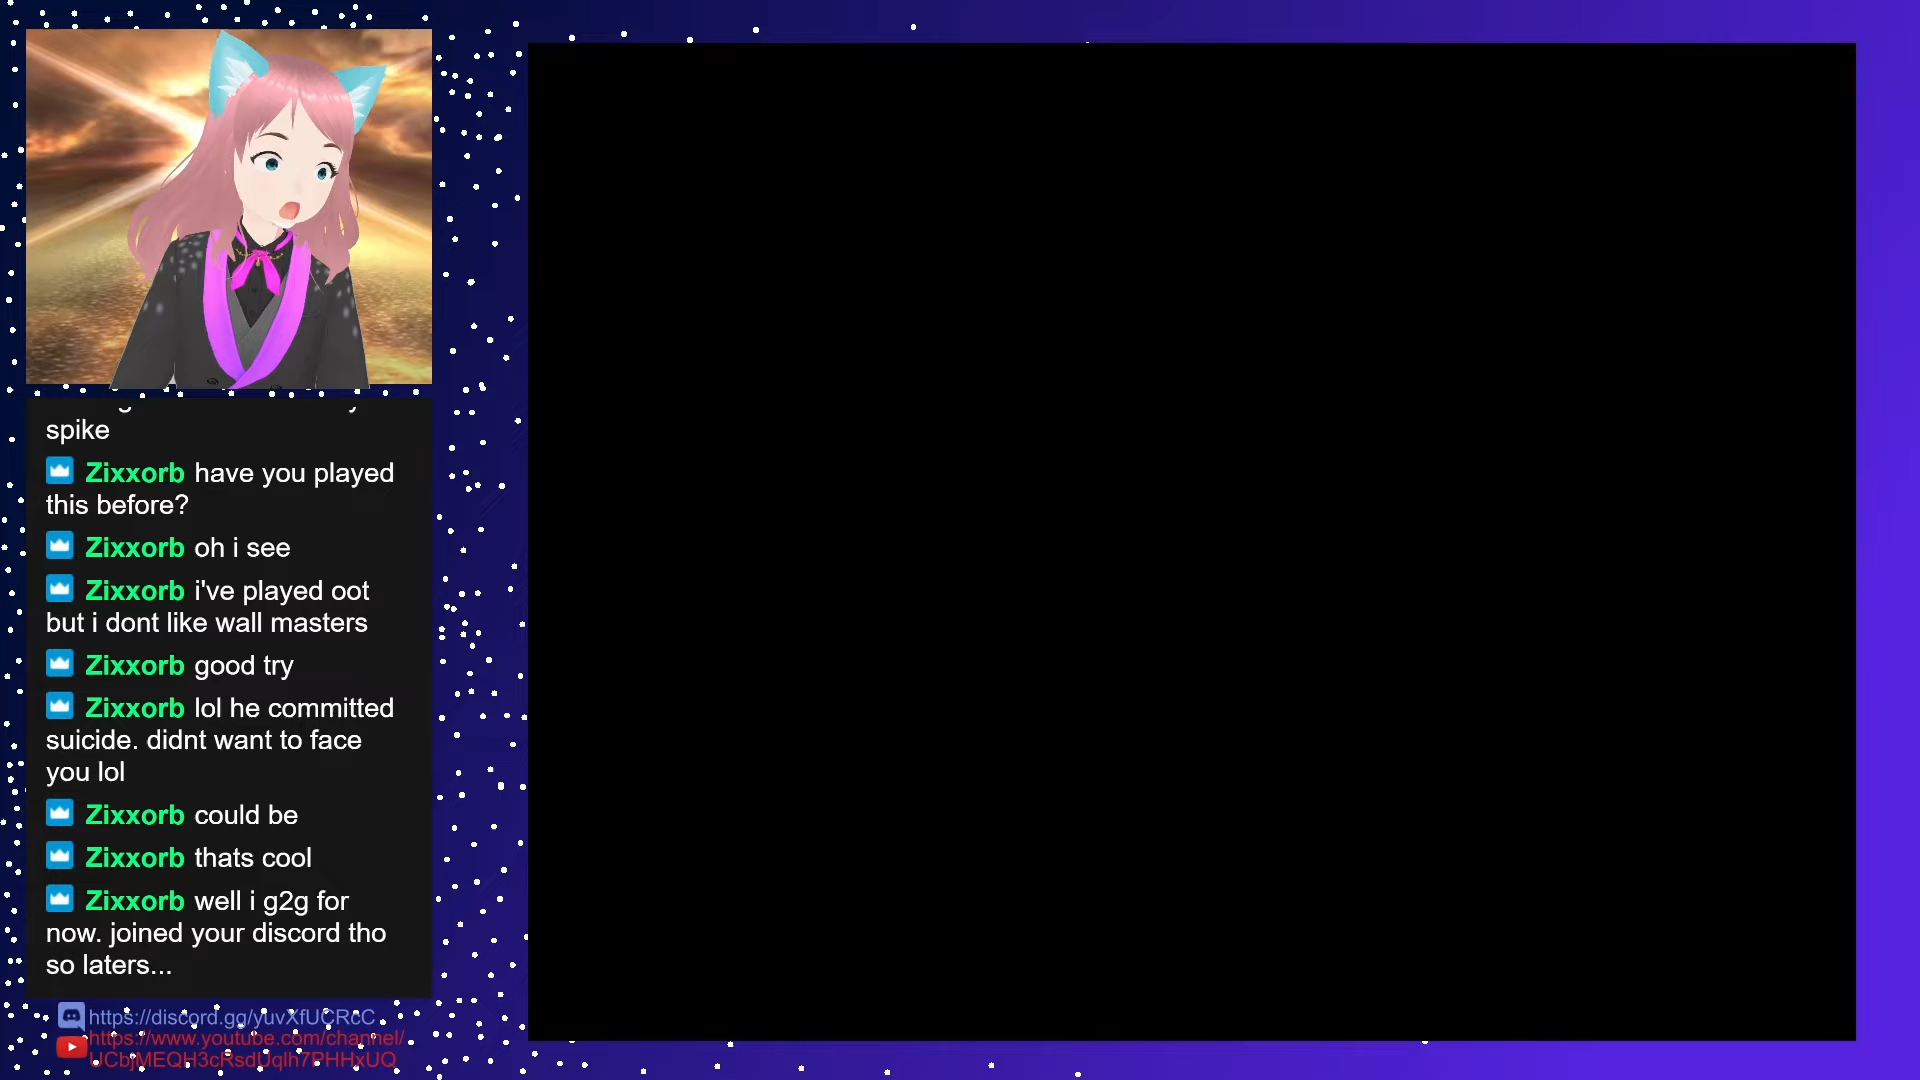 spike
Zixxorb have you played
this before?
Zixxorb oh i see
Zixxorb i've played oot
but i dont like wall masters
Zixxorb good try
Zixxorb lol he committed
suicide. didnt want to face
you lol
Zixxorb could be
Zixxorb thats cool
Zixxorb well i g2g for
now. joined your discord tho
so laters...
https://discord.gg/yuvXfUCRcC
https://www.youtube.com/channel/
UCbjMEQH3cRsdUqlh7PHHxUQ